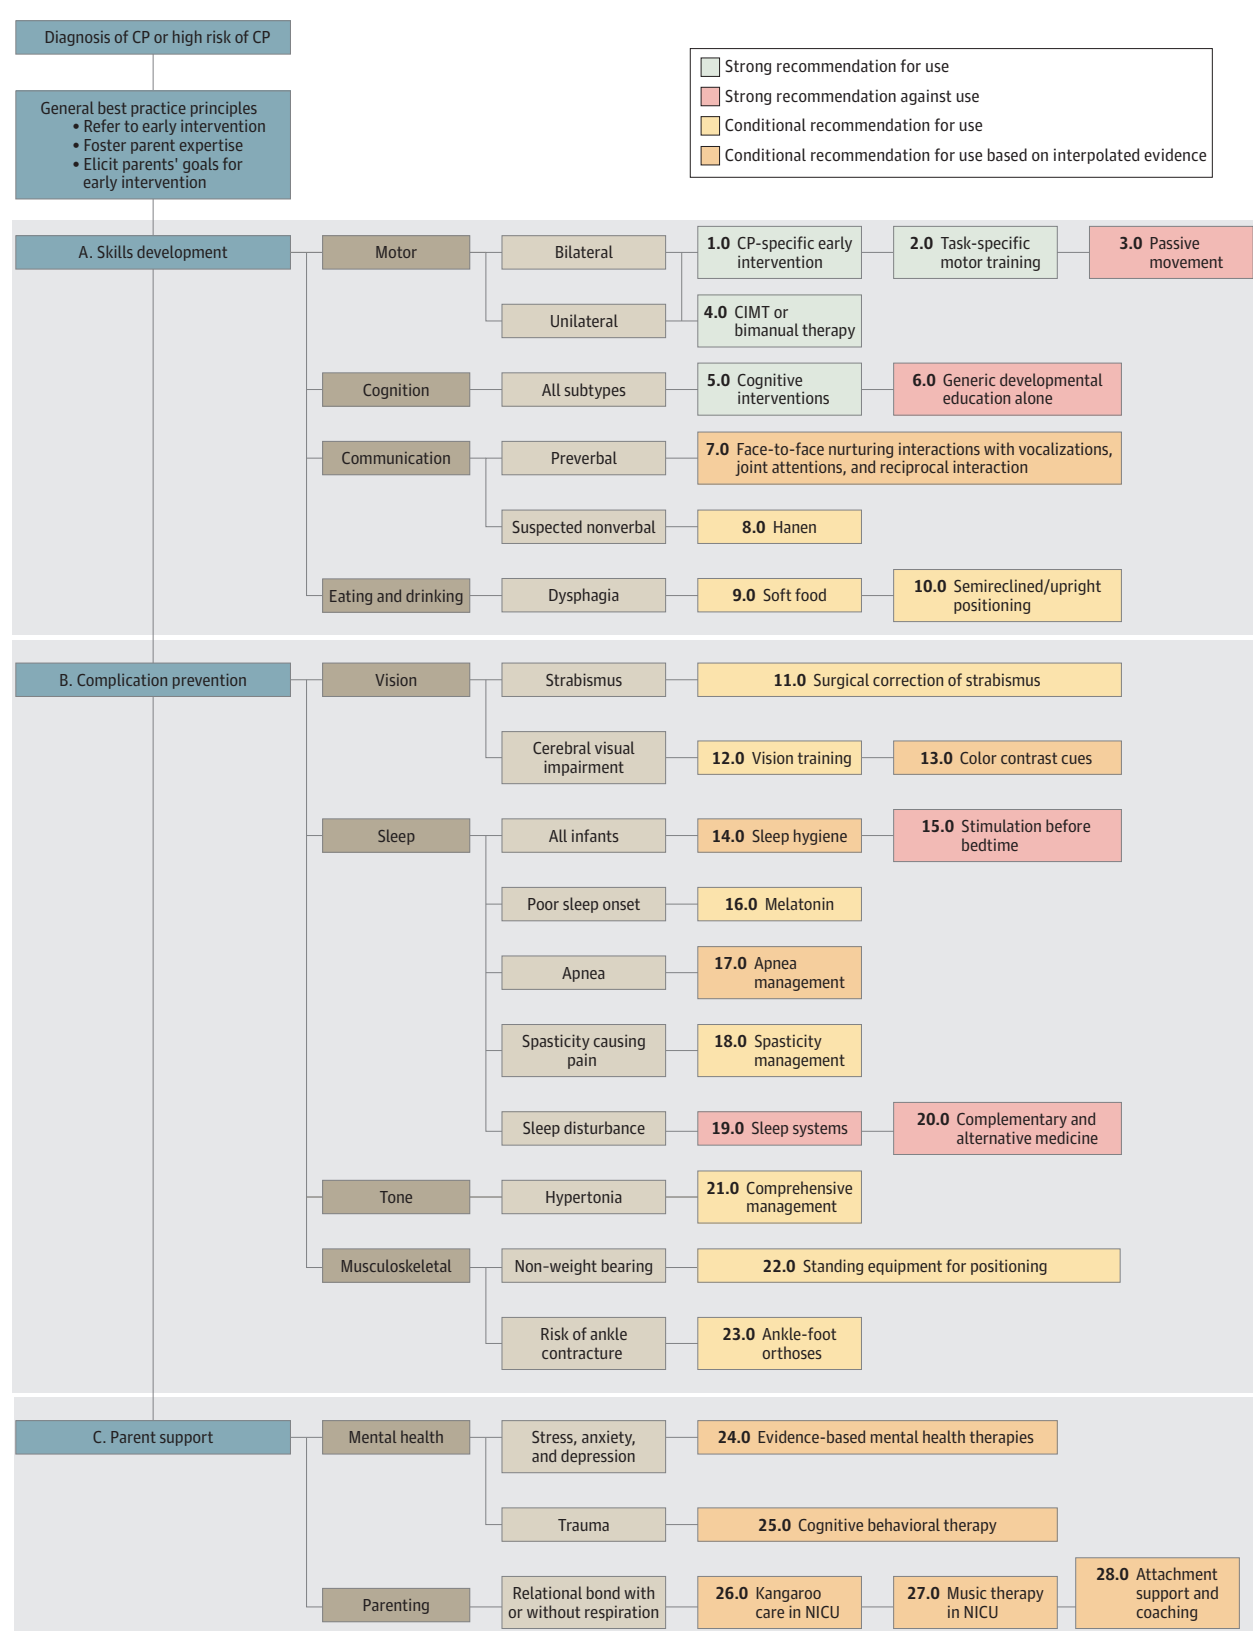 Diagnosis of CP or high risk of CP
General best practice principles
• Refer to early intervention
• Foster parent expertise
• Elicit parents' goals for
early intervention
Strong recommendation for use
Strong recommendation against use
Conditional recommendation for use
Conditional recommendation for use based on interpolated evidence
A. Skills development
Motor
Bilateral
1.0 CP-specific early
intervention
2.0 Task-specific
motor training
3.0 Passive
movement
Unilateral
4.0 CIMT or
bimanual therapy
Cognition
All subtypes
5.0 Cognitive
interventions
6.0 Generic developmental
education alone
Communication
Preverbal
7.0 Face-to-face nurturing interactions with vocalizations,
joint attentions, and reciprocal interaction
Suspected nonverbal
8.0 Hanen
Eating and drinking
Dysphagia
9.0 Soft food
10.0 Semireclined/upright
positioning
B. Complication prevention
Vision
Strabismus
11.0 Surgical correction of strabismus
Cerebral visual
impairment
12.0 Vision training
13.0 Color contrast cues
Sleep
All infants
14.0 Sleep hygiene
15.0 Stimulation before
bedtime
Poor sleep onset
16.0 Melatonin
Apnea
17.0 Apnea
management
Spasticity causing
pain
18.0 Spasticity
management
Sleep disturbance
19.0 Sleep systems
20.0 Complementary and
alternative medicine
Tone
Hypertonia
21.0 Comprehensive
management
Musculoskeletal
Non-weight bearing
22.0 Standing equipment for positioning
Risk of ankle
contracture
23.0 Ankle-foot
orthoses
C. Parent support
Mental health
Stress, anxiety,
and depression
24.0 Evidence-based mental health therapies
Trauma
25.0 Cognitive behavioral therapy
Parenting
Relational bond with
or without respiration
26.0 Kangaroo
care in NICU
27.0 Music therapy
in NICU
28.0 Attachment
support and
coaching